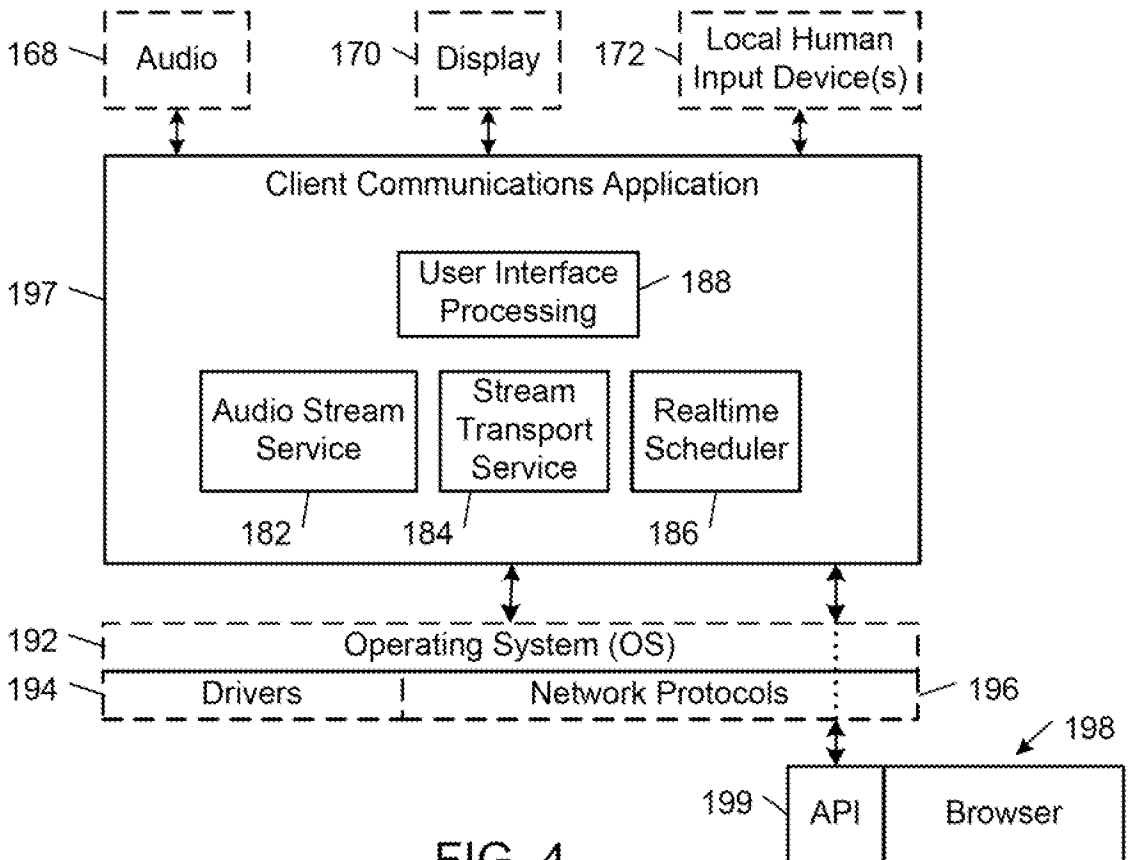 168
Audio
170
Display
172
Local Human
Input Device(s)
Client Communications Application
197
User Interface
Processing
188
Audio Stream
Service
Stream
Transport
Service
Realtime
Scheduler
182
184
186
192
Operating System (OS)
194
Drivers
Network Protocols
196
198
199
API
Browser
FIG. 4